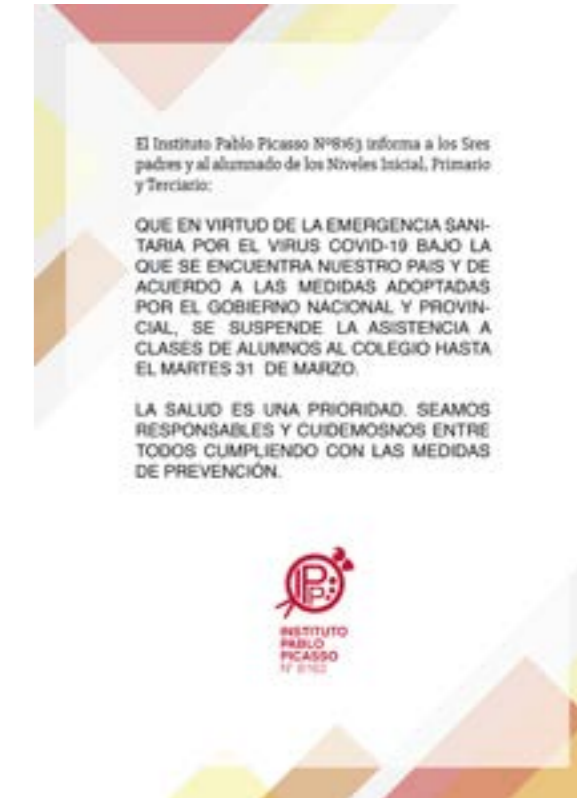 El Instituto Pablo Picasso Nº8163 informa a los Sres
padres y al alumnado de los Niveles Inicial, Primario
y Terciario:
QUE EN VIRTUD DE LA EMERGENCIA SANI-
TARIA POR EL VIRUS COVID-19 BAJO LA
QUE SE ENCUENTRA NUESTRO PAIS Y DE
ACUERDO A LAS MEDIDAS ADOPTADAS
POR EL GOBIERNO NACIONAL Y PROVIN-
CIAL, SE SUSPENDE LA ASISTENCIA A
CLASES DE ALUMNOS AL COLEGIO HASTA
EL MARTES 31 DE MARZO.
LA SALUD ES UNA PRIORIDAD. SEAMOS
RESPONSABLES Y CUIDEMOSNOS ENTRE
TODOS CUMPLIENDO CON LAS MEDIDAS
DE PREVENCIÓN.
IPP
INSTITUTO
PABLO
PICASSO
N° 8163